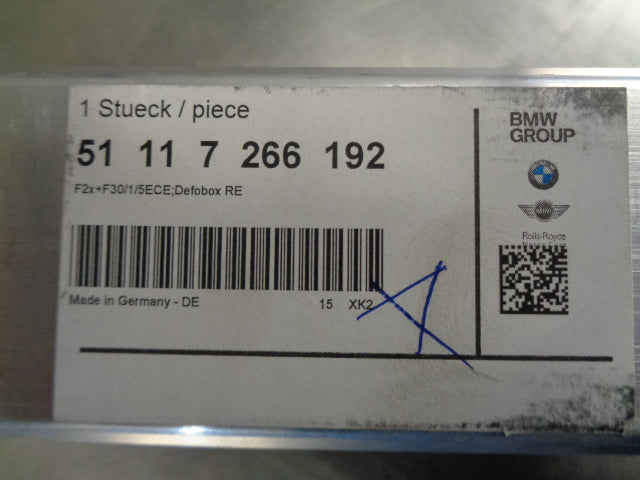 1 Stueck / piece
51 11 7 266 192
F2x+F30/1/5ECE;Defobox RE
Made in Germany - DE 15 XK2
BMW
GROUP
MINI
Rolls-Royce